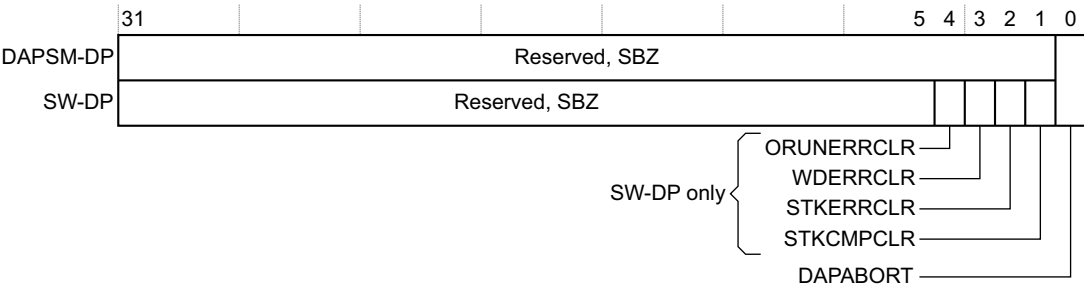 31 5 4 3 2 1 0
DAPSM-DP Reserved, SBZ
SW-DP Reserved, SBZ
ORUNERRCLR
WDERRCLR
SW-DP only
STKERRCLR
STKCMPCLR
DAPABORT